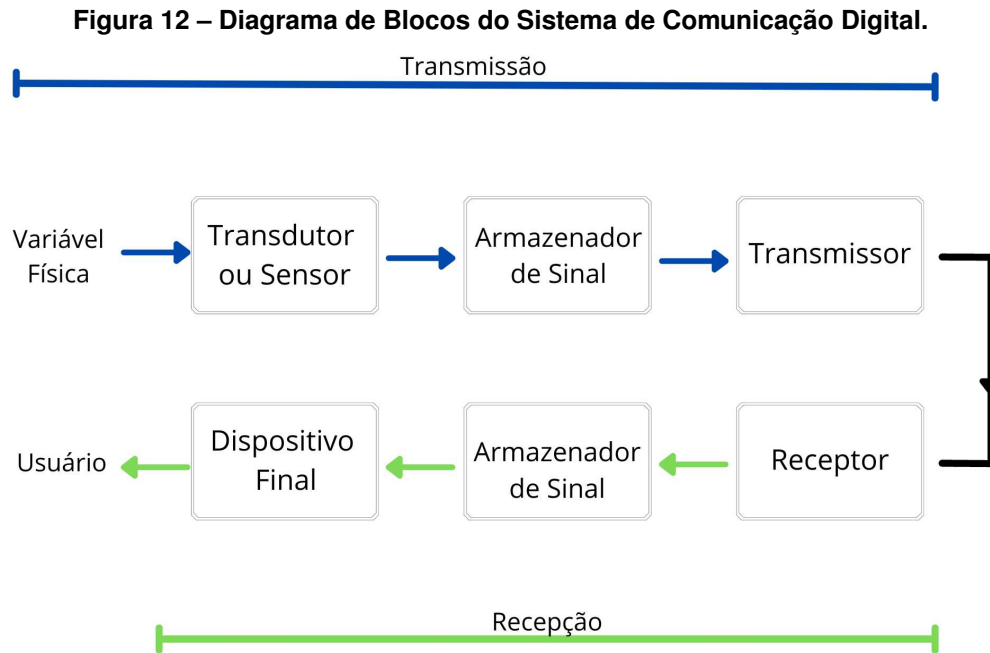 Figura 12 – Diagrama de Blocos do Sistema de Comunicação Digital.
Transmissão
Variável
Física
Transdutor
ou Sensor
Armazenador
de Sinal
Transmissor
Usuário
Dispositivo
Final
Armazenador
de Sinal
Receptor
Recepção